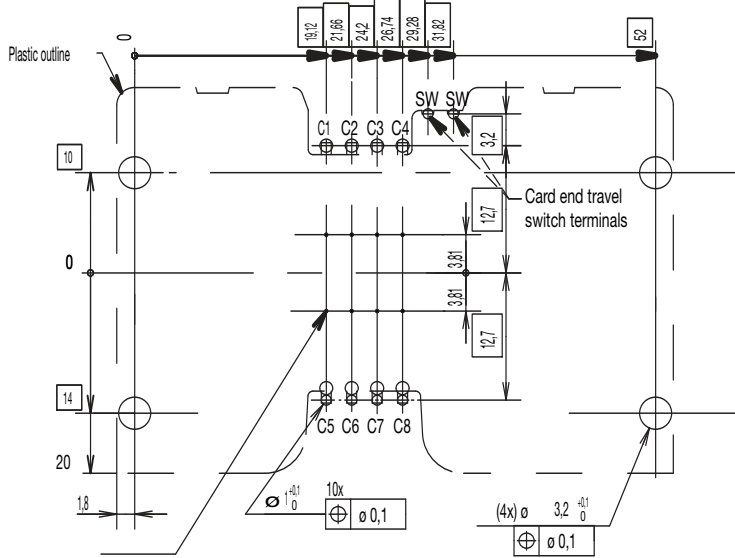 0
19,12
21,66
24,2
26,74
29,28
31,82
52
Plastic outline
SW SW
C1 C2 C3 C4
3,2
10
12,7
Card end travel
switch terminals
0
3,81
3,81
12,7
14
C5 C6 C7 C8
20
1,8
ø 1 +0,1 0
10x
⌖ ø 0,1
(4x) ø 3,2 +0,1 0
⌖ ø 0,1